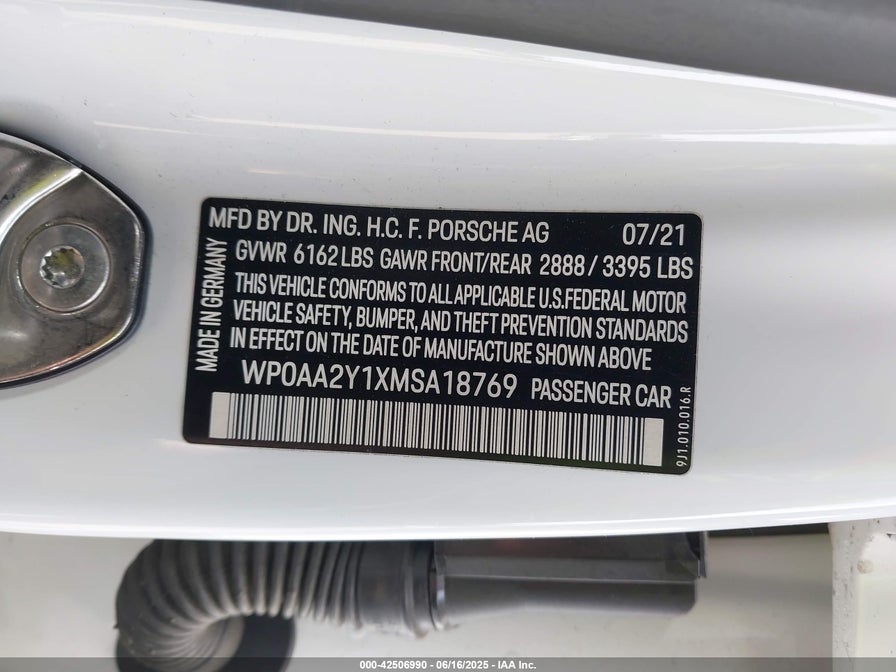 MFD BY DR. ING. H.C. F. PORSCHE AG 07/21
GVWR 6162 LBS GAWR FRONT/REAR 2888 / 3395 LBS
THIS VEHICLE CONFORMS TO ALL APPLICABLE U.S.FEDERAL MOTOR
VEHICLE SAFETY, BUMPER, AND THEFT PREVENTION STANDARDS
IN EFFECT ON THE DATE OF MANUFACTURE SHOWN ABOVE
WP0AA2Y1XMSA18769 PASSENGER CAR
MADE IN GERMANY
9J1.010.016.R
000-42506990 - 06/16/2025 - IAA Inc.